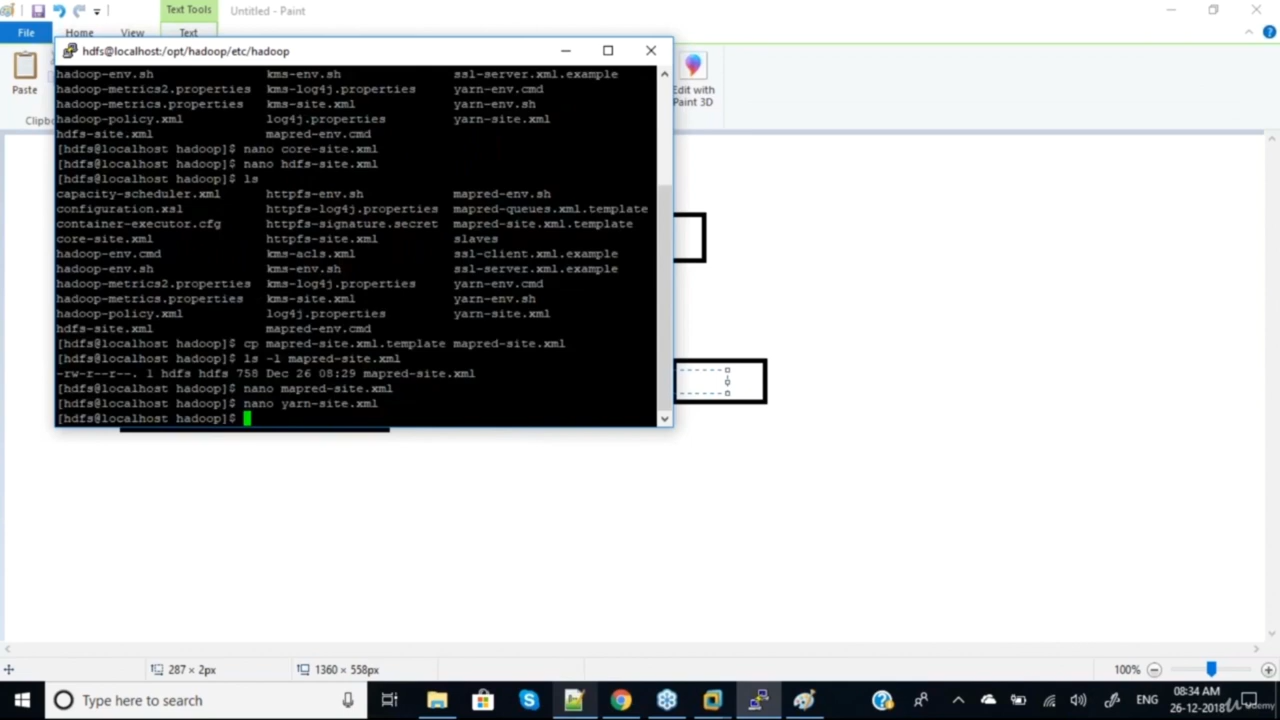 Text Tools
Untitled - Paint
File
Home
View
Text
hdfs@localhost:/opt/hadoop/etc/hadoop
Paste
Clipb
Edit with
Paint 3D
hadoop-env.sh kms-env.sh ssl-server.xml.example
hadoop-metrics2.properties kms-log4j.properties yarn-env.cmd
hadoop-metrics.properties kms-site.xml yarn-env.sh
hadoop-policy.xml log4j.properties yarn-site.xml
hdfs-site.xml mapred-env.cmd
[hdfs@localhost hadoop]$ nano core-site.xml
[hdfs@localhost hadoop]$ nano hdfs-site.xml
[hdfs@localhost hadoop]$ ls
capacity-scheduler.xml httpfs-env.sh mapred-env.sh
configuration.xsl httpfs-log4j.properties mapred-queues.xml.template
container-executor.cfg httpfs-signature.secret mapred-site.xml.template
core-site.xml httpfs-site.xml slaves
hadoop-env.cmd kms-acls.xml ssl-client.xml.example
hadoop-env.sh kms-env.sh ssl-server.xml.example
hadoop-metrics2.properties kms-log4j.properties yarn-env.cmd
hadoop-metrics.properties kms-site.xml yarn-env.sh
hadoop-policy.xml log4j.properties yarn-site.xml
hdfs-site.xml mapred-env.cmd
[hdfs@localhost hadoop]$ cp mapred-site.xml.template mapred-site.xml
[hdfs@localhost hadoop]$ ls -l mapred-site.xml
-rw-r--r--. 1 hdfs hdfs 758 Dec 26 08:29 mapred-site.xml
[hdfs@localhost hadoop]$ nano mapred-site.xml
[hdfs@localhost hadoop]$ nano yarn-site.xml
[hdfs@localhost hadoop]$
287 × 2px
1360 × 558px
100%
Type here to search
ENG
08:34 AM
26-12-2018
Udemy